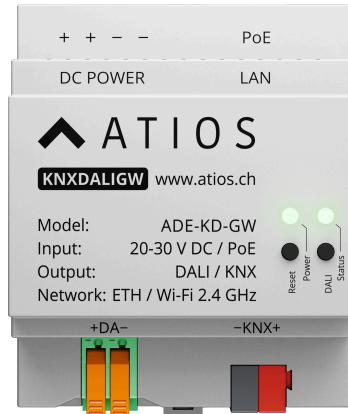 + + − − PoE
DC POWER LAN
ATIOS
KNXDALIGW www.atios.ch
Model: ADE-KD-GW
Input: 20-30 V DC / PoE
Output: DALI / KNX
Network: ETH / Wi-Fi 2.4 GHz
Reset
Power
DALI
Status
+DA− −KNX+